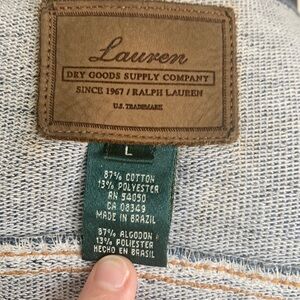 Lauren
DRY GOODS SUPPLY COMPANY
SINCE 1967 / RALPH LAUREN
U.S. TRADEMARK
L
87% COTTON
13% POLYESTER
RN 54050
CA 08349
MADE IN BRAZIL
87% ALGODON
13% POLIESTER
HECHO EN BRASIL